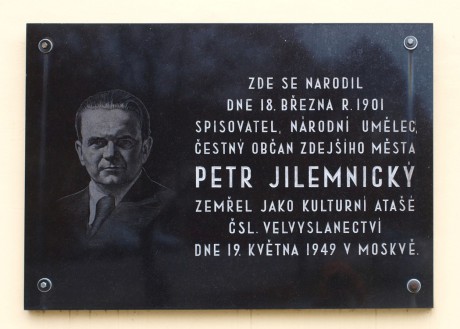 ZDE SE NARODIL
DNE 18. BŘEZNA R. 1901
SPISOVATEL, NÁRODNÍ UMĚLEC,
ČESTNÝ OBČAN ZDEJŠÍHO MĚSTA
PETR JILEMNICKÝ
ZEMŘEL JAKO KULTURNÍ ATAŠÉ
ČSL. VELVYSLANECTVÍ
DNE 19. KVĚTNA 1949 V MOSKVĚ.